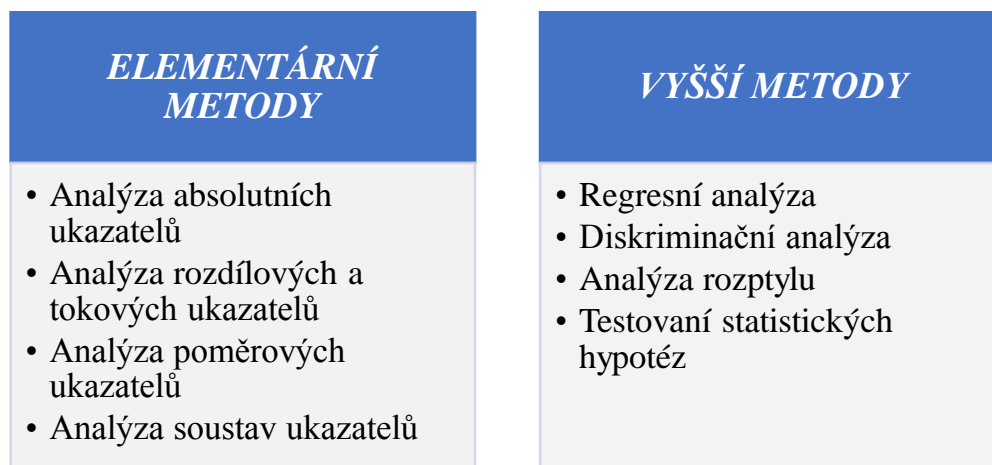 ELEMENTÁRNÍ
METODY
• Analýza absolutních
ukazatelů
• Analýza rozdílových a
tokových ukazatelů
• Analýza poměrových
ukazatelů
• Analýza soustav ukazatelů
VYŠŠÍ METODY
• Regresní analýza
• Diskriminační analýza
• Analýza rozptylu
• Testovaní statistických
hypotéz